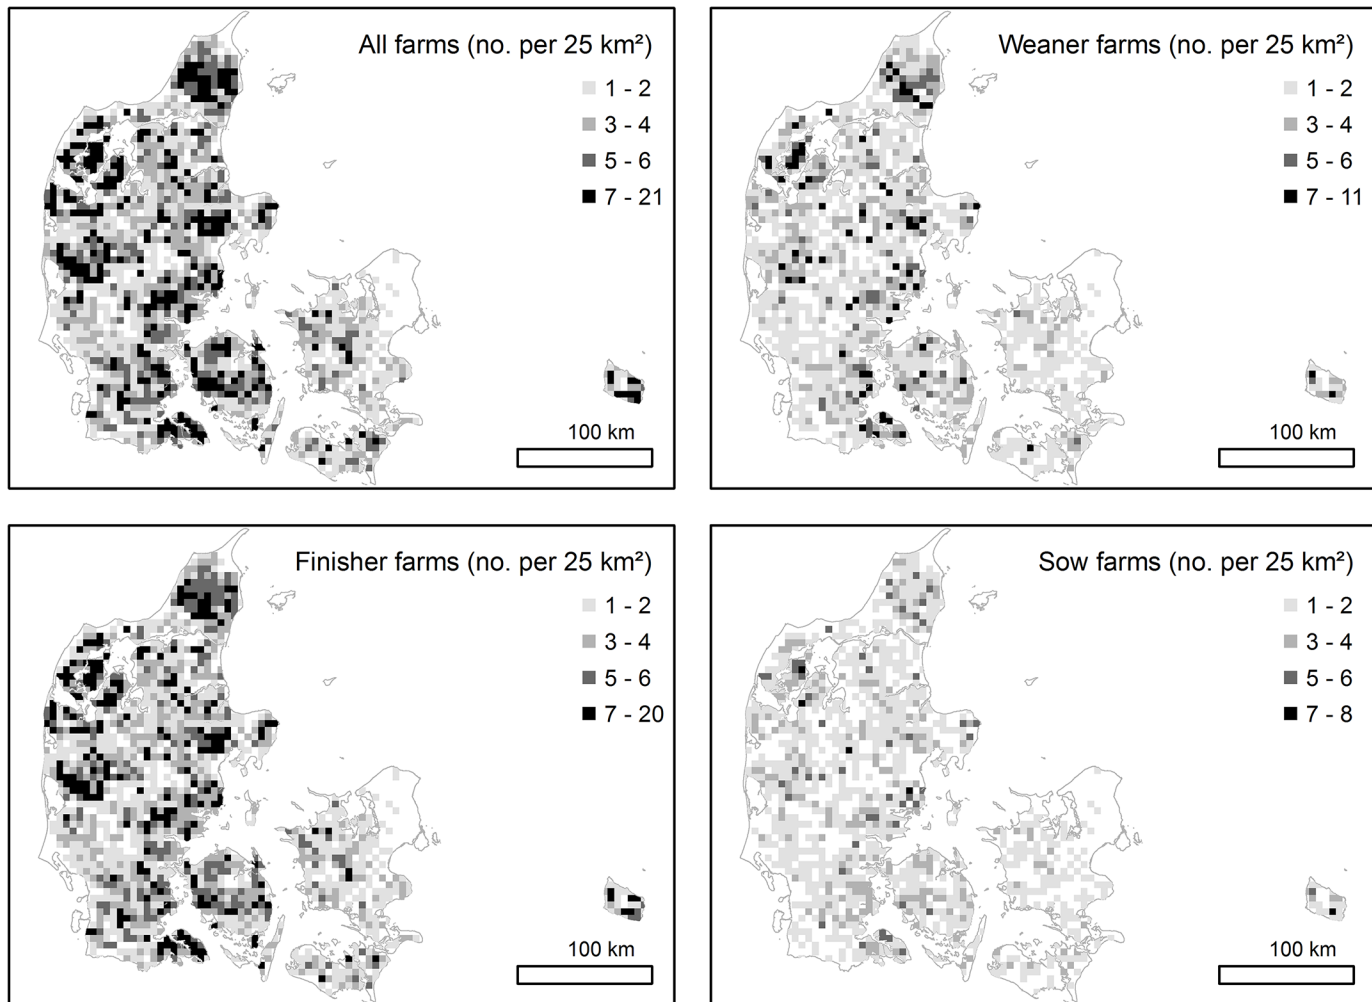 All farms (no. per 25 km²)
1 - 2
3 - 4
5 - 6
7 - 21
100 km
Weaner farms (no. per 25 km²)
1 - 2
3 - 4
5 - 6
7 - 11
100 km
Finisher farms (no. per 25 km²)
1 - 2
3 - 4
5 - 6
7 - 20
100 km
Sow farms (no. per 25 km²)
1 - 2
3 - 4
5 - 6
7 - 8
100 km